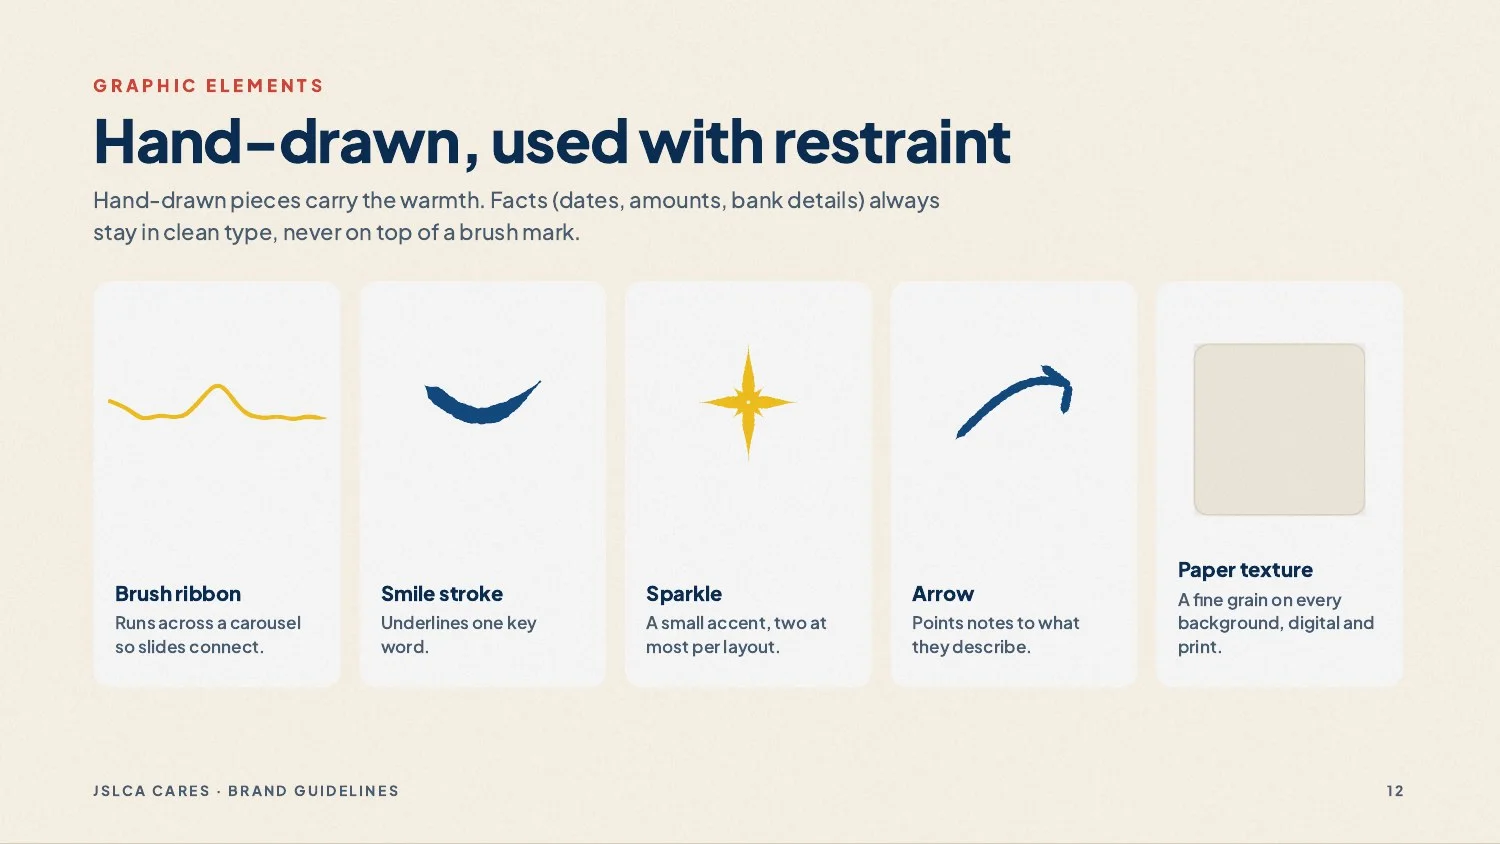 GRAPHIC ELEMENTS
Hand-drawn, used with restraint
Hand-drawn pieces carry the warmth. Facts (dates, amounts, bank details) always
stay in clean type, never on top of a brush mark.
Brush ribbon
Runs across a carousel
so slides connect.
Smile stroke
Underlines one key
word.
Sparkle
A small accent, two at
most per layout.
Arrow
Points notes to what
they describe.
Paper texture
A fine grain on every
background, digital and
print.
JSLCA CARES · BRAND GUIDELINES
12